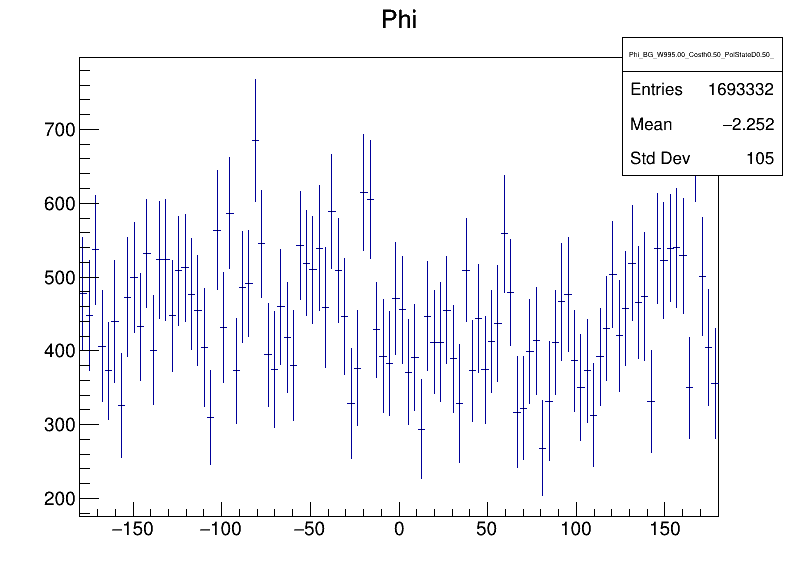 Phi
Phi_BG_W995.00_Costh0.50_PolStateD0.50_
Entries 1693332
Mean −2.252
Std Dev 105
700
600
500
400
300
200
−150 −100 −50 0 50 100 150